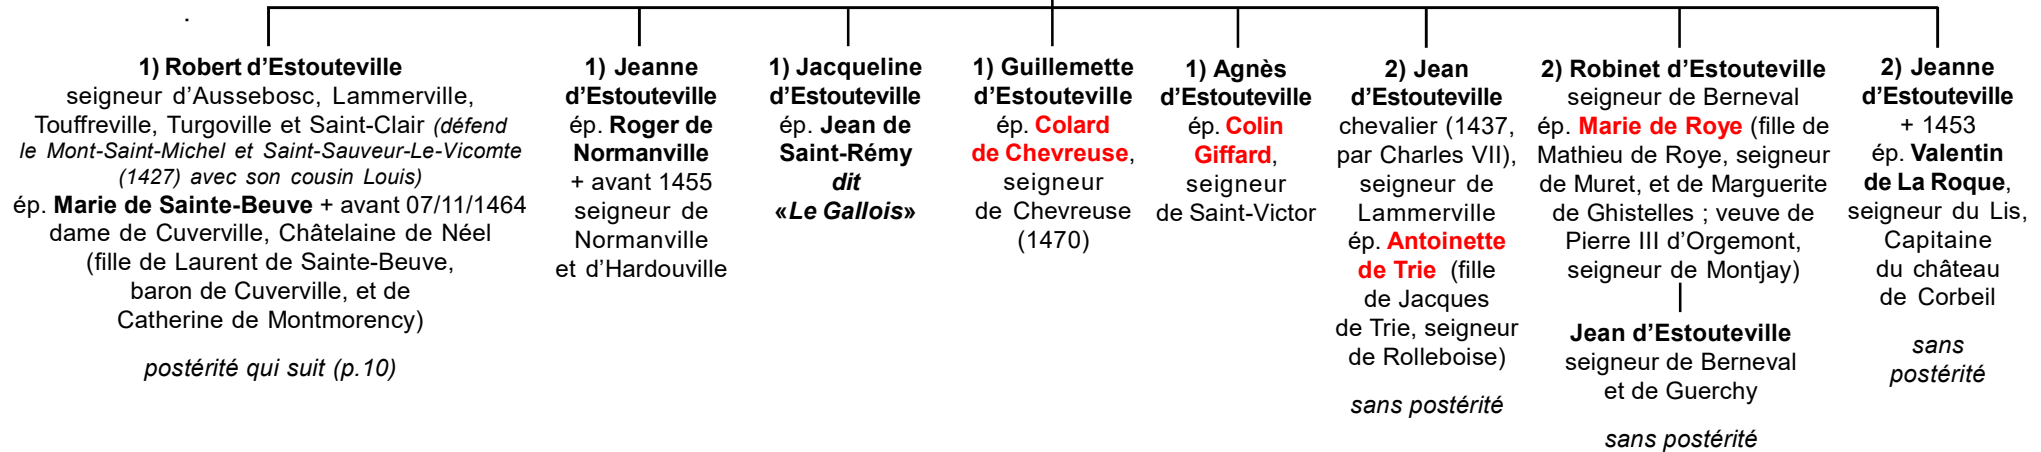 1) Robert d’Estouteville
seigneur d’Aussebosc, Lammerville,
Touffreville, Turgoville et Saint-Clair (défend
le Mont-Saint-Michel et Saint-Sauveur-Le-Vicomte
(1427) avec son cousin Louis)
ép. Marie de Sainte-Beuve + avant 07/11/1464
dame de Cuverville, Châtelaine de Néel
(fille de Laurent de Sainte-Beuve,
baron de Cuverville, et de
Catherine de Montmorency)
postérité qui suit (p.10)
1) Jeanne
d’Estouteville
ép. Roger de
Normanville
+ avant 1455
seigneur de
Normanville
et d’Hardouville
1) Jacqueline
d’Estouteville
ép. Jean de
Saint-Rémy
dit
«Le Gallois»
1) Guillemette
d’Estouteville
ép. Colard
de Chevreuse,
seigneur
de Chevreuse
(1470)
1) Agnès
d’Estouteville
ép. Colin
Giffard,
seigneur
de Saint-Victor
2) Jean
d’Estouteville
chevalier (1437,
par Charles VII),
seigneur de
Lammerville
ép. Antoinette
de Trie (fille
de Jacques
de Trie, seigneur
de Rolleboise)
sans postérité
2) Robinet d’Estouteville
seigneur de Berneval
ép. Marie de Roye (fille de
Mathieu de Roye, seigneur
de Muret, et de Marguerite
de Ghistelles ; veuve de
Pierre III d’Orgemont,
seigneur de Montjay)
Jean d’Estouteville
seigneur de Berneval
et de Guerchy
sans postérité
2) Jeanne
d’Estouteville
+ 1453
ép. Valentin
de La Roque,
seigneur du Lis,
Capitaine
du château
de Corbeil
sans
postérité